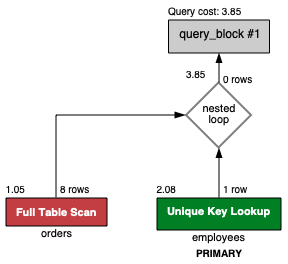 Query cost: 3.85
query_block #1
3.85 0 rows
nested
loop
1.05 8 rows
Full Table Scan
orders
2.08 1 row
Unique Key Lookup
employees
PRIMARY